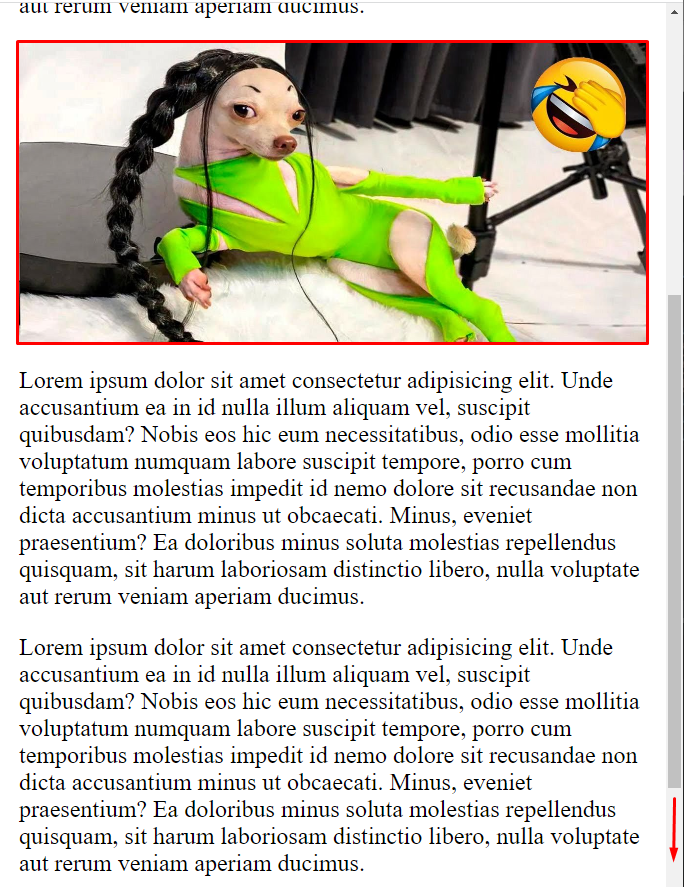 aut rerum veniam aperiam ducimus.
Lorem ipsum dolor sit amet consectetur adipisicing elit. Unde
accusantium ea in id nulla illum aliquam vel, suscipit
quibusdam? Nobis eos hic eum necessitatibus, odio esse mollitia
voluptatum numquam labore suscipit tempore, porro cum
temporibus molestias impedit id nemo dolore sit recusandae non
dicta accusantium minus ut obcaecati. Minus, eveniet
praesentium? Ea doloribus minus soluta molestias repellendus
quisquam, sit harum laboriosam distinctio libero, nulla voluptate
aut rerum veniam aperiam ducimus.
Lorem ipsum dolor sit amet consectetur adipisicing elit. Unde
accusantium ea in id nulla illum aliquam vel, suscipit
quibusdam? Nobis eos hic eum necessitatibus, odio esse mollitia
voluptatum numquam labore suscipit tempore, porro cum
temporibus molestias impedit id nemo dolore sit recusandae non
dicta accusantium minus ut obcaecati. Minus, eveniet
praesentium? Ea doloribus minus soluta molestias repellendus
quisquam, sit harum laboriosam distinctio libero, nulla voluptate
aut rerum veniam aperiam ducimus.